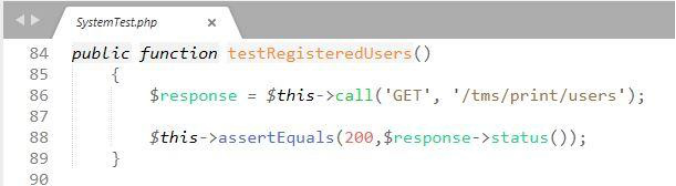 SystemTest.php ×
84 public function testRegisteredUsers()
85 {
86 $response = $this->call('GET', '/tms/print/users');
87
88 $this->assertEquals(200,$response->status());
89 }
90